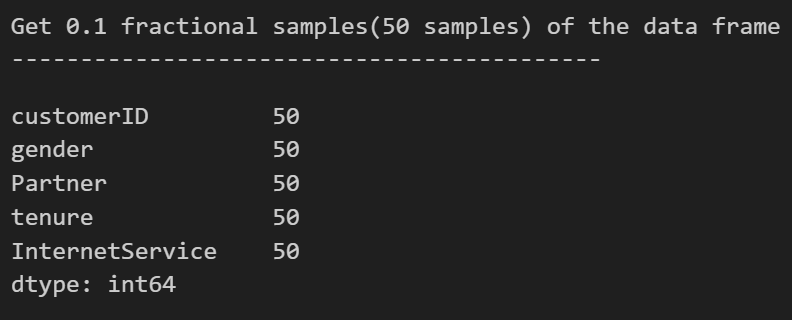 Get 0.1 fractional samples(50 samples) of the data frame
-------------------------------------------
customerID         50
gender             50
Partner            50
tenure             50
InternetService    50
dtype: int64